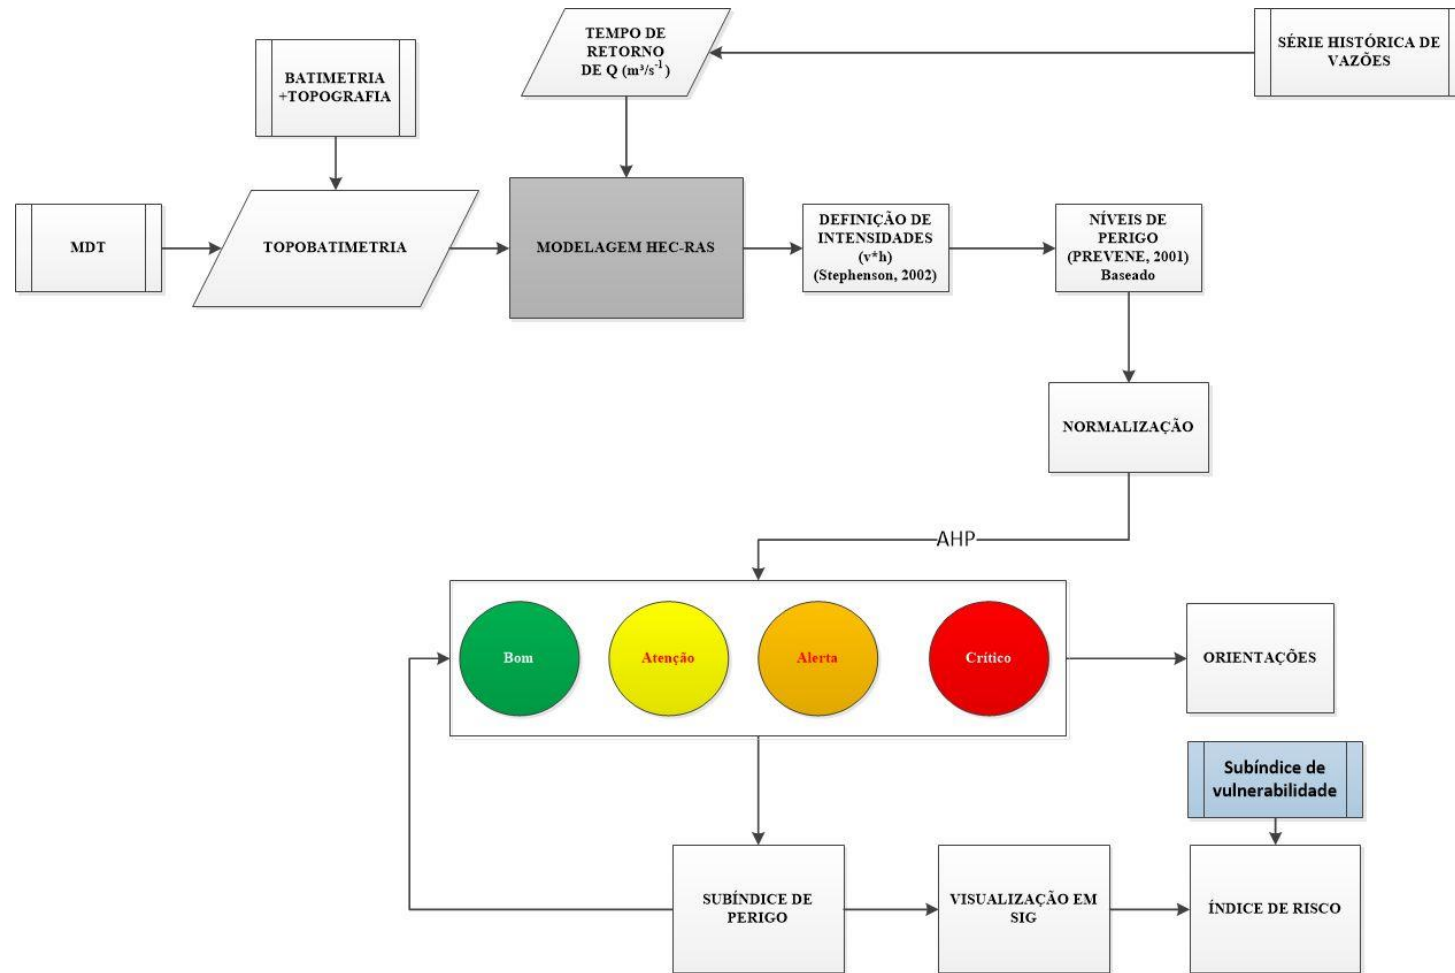 TEMPO DE
RETORNO
DE Q (m³/s⁻¹)
SÉRIE HISTÓRICA DE
VAZÕES
BATIMETRIA
+TOPOGRAFIA
MDT
TOPOBATIMETRIA
MODELAGEM HEC-RAS
DEFINIÇÃO DE
INTENSIDADES
(v*h)
(Stephenson, 2002)
NÍVEIS DE
PERIGO
(PREVENE, 2001)
Baseado
NORMALIZAÇÃO
AHP
Bom
Atenção
Alerta
Crítico
ORIENTAÇÕES
Subíndice de
vulnerabilidade
SUBÍNDICE DE
PERIGO
VISUALIZAÇÃO EM
SIG
ÍNDICE DE RISCO